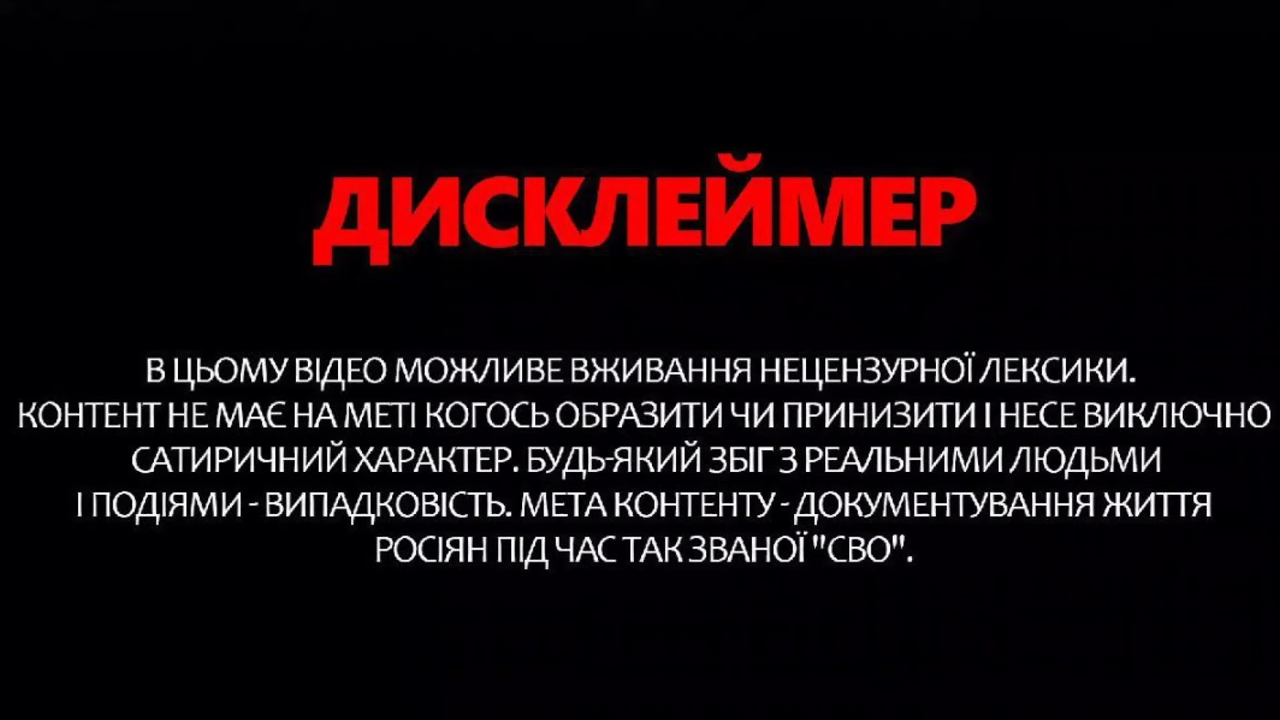 ДИСКЛЕЙМЕР
В ЦЬОМУ ВІДЕО МОЖЛИВЕ ВЖИВАННЯ НЕЦЕНЗУРНОЇ ЛЕКСИКИ.
КОНТЕНТ НЕ МАЄ НА МЕТІ КОГОСЬ ОБРАЗИТИ ЧИ ПРИНИЗИТИ І НЕСЕ ВИКЛЮЧНО
САТИРИЧНИЙ ХАРАКТЕР. БУДЬ-ЯКИЙ ЗБІГ З РЕАЛЬНИМИ ЛЮДЬМИ
І ПОДІЯМИ - ВИПАДКОВІСТЬ. МЕТА КОНТЕНТУ - ДОКУМЕНТУВАННЯ ЖИТТЯ
РОСІЯН ПІД ЧАС ТАК ЗВАНОЇ "СВО".